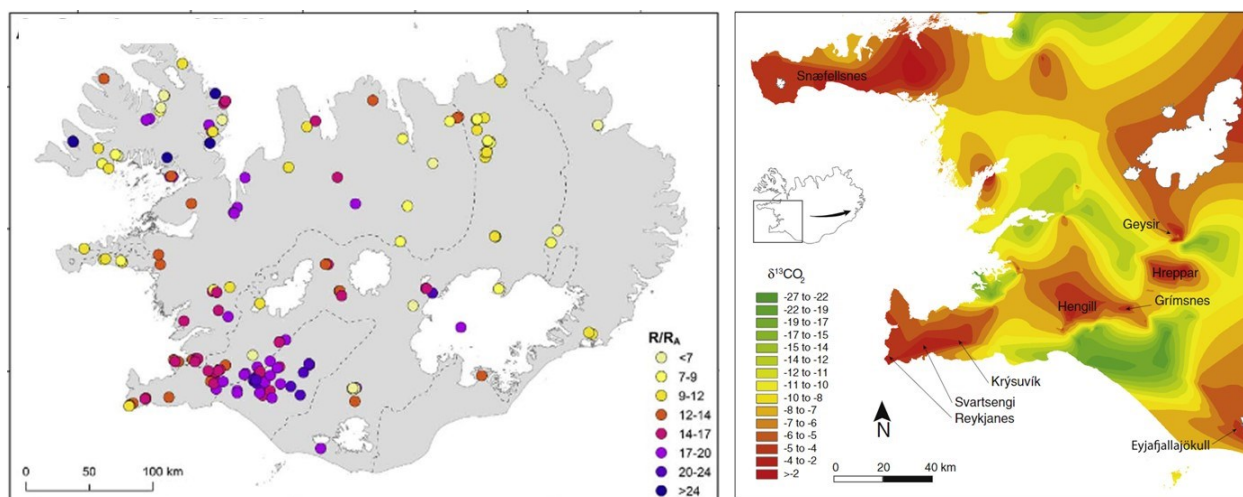 R/RA
<7
7-9
9-12
12-14
14-17
17-20
20-24
>24
0 50 100 km
Snæfellsnes
Geysir
Hreppar
Grímsnes
Hengill
Krýsuvík
Svartsengi
Reykjanes
Eyjafjallajökull
δ13CO2
-27 to -22
-22 to -19
-19 to -17
-17 to -15
-15 to -14
-14 to -12
-12 to -11
-11 to -10
-10 to -8
-8 to -7
-7 to -6
-6 to -5
-5 to -4
-4 to -2
>-2
N
0 20 40 km